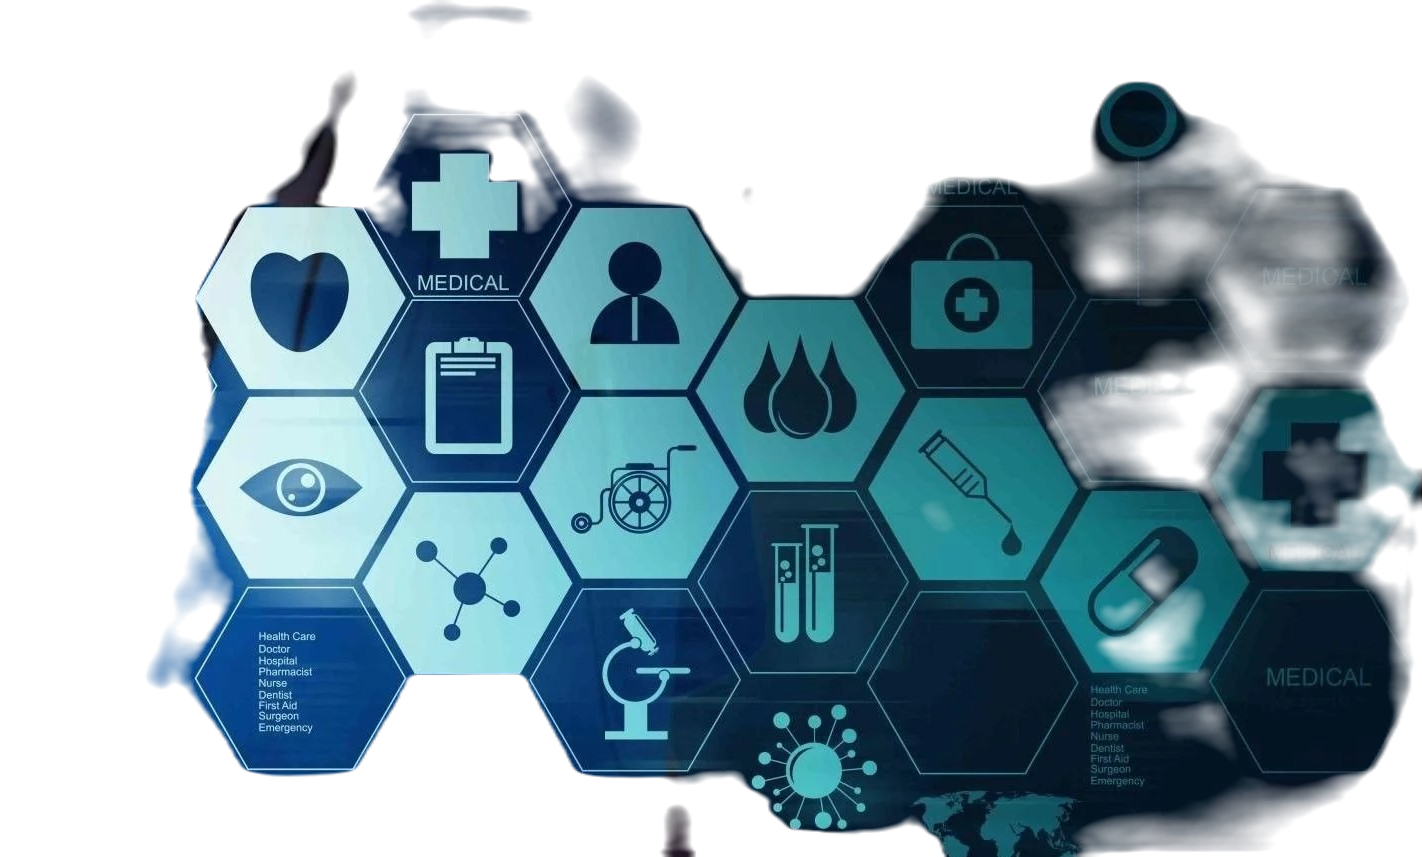 MEDICAL
MEDICAL
MEDICAL
MEDICAL
Health Care
Doctor
Hospital
Pharmacist
Nurse
Dentist
First Aid
Surgeon
Emergency
MEDICAL
Health Care
Doctor
Hospital
Pharmacist
Nurse
Dentist
First Aid
Surgeon
Emergency